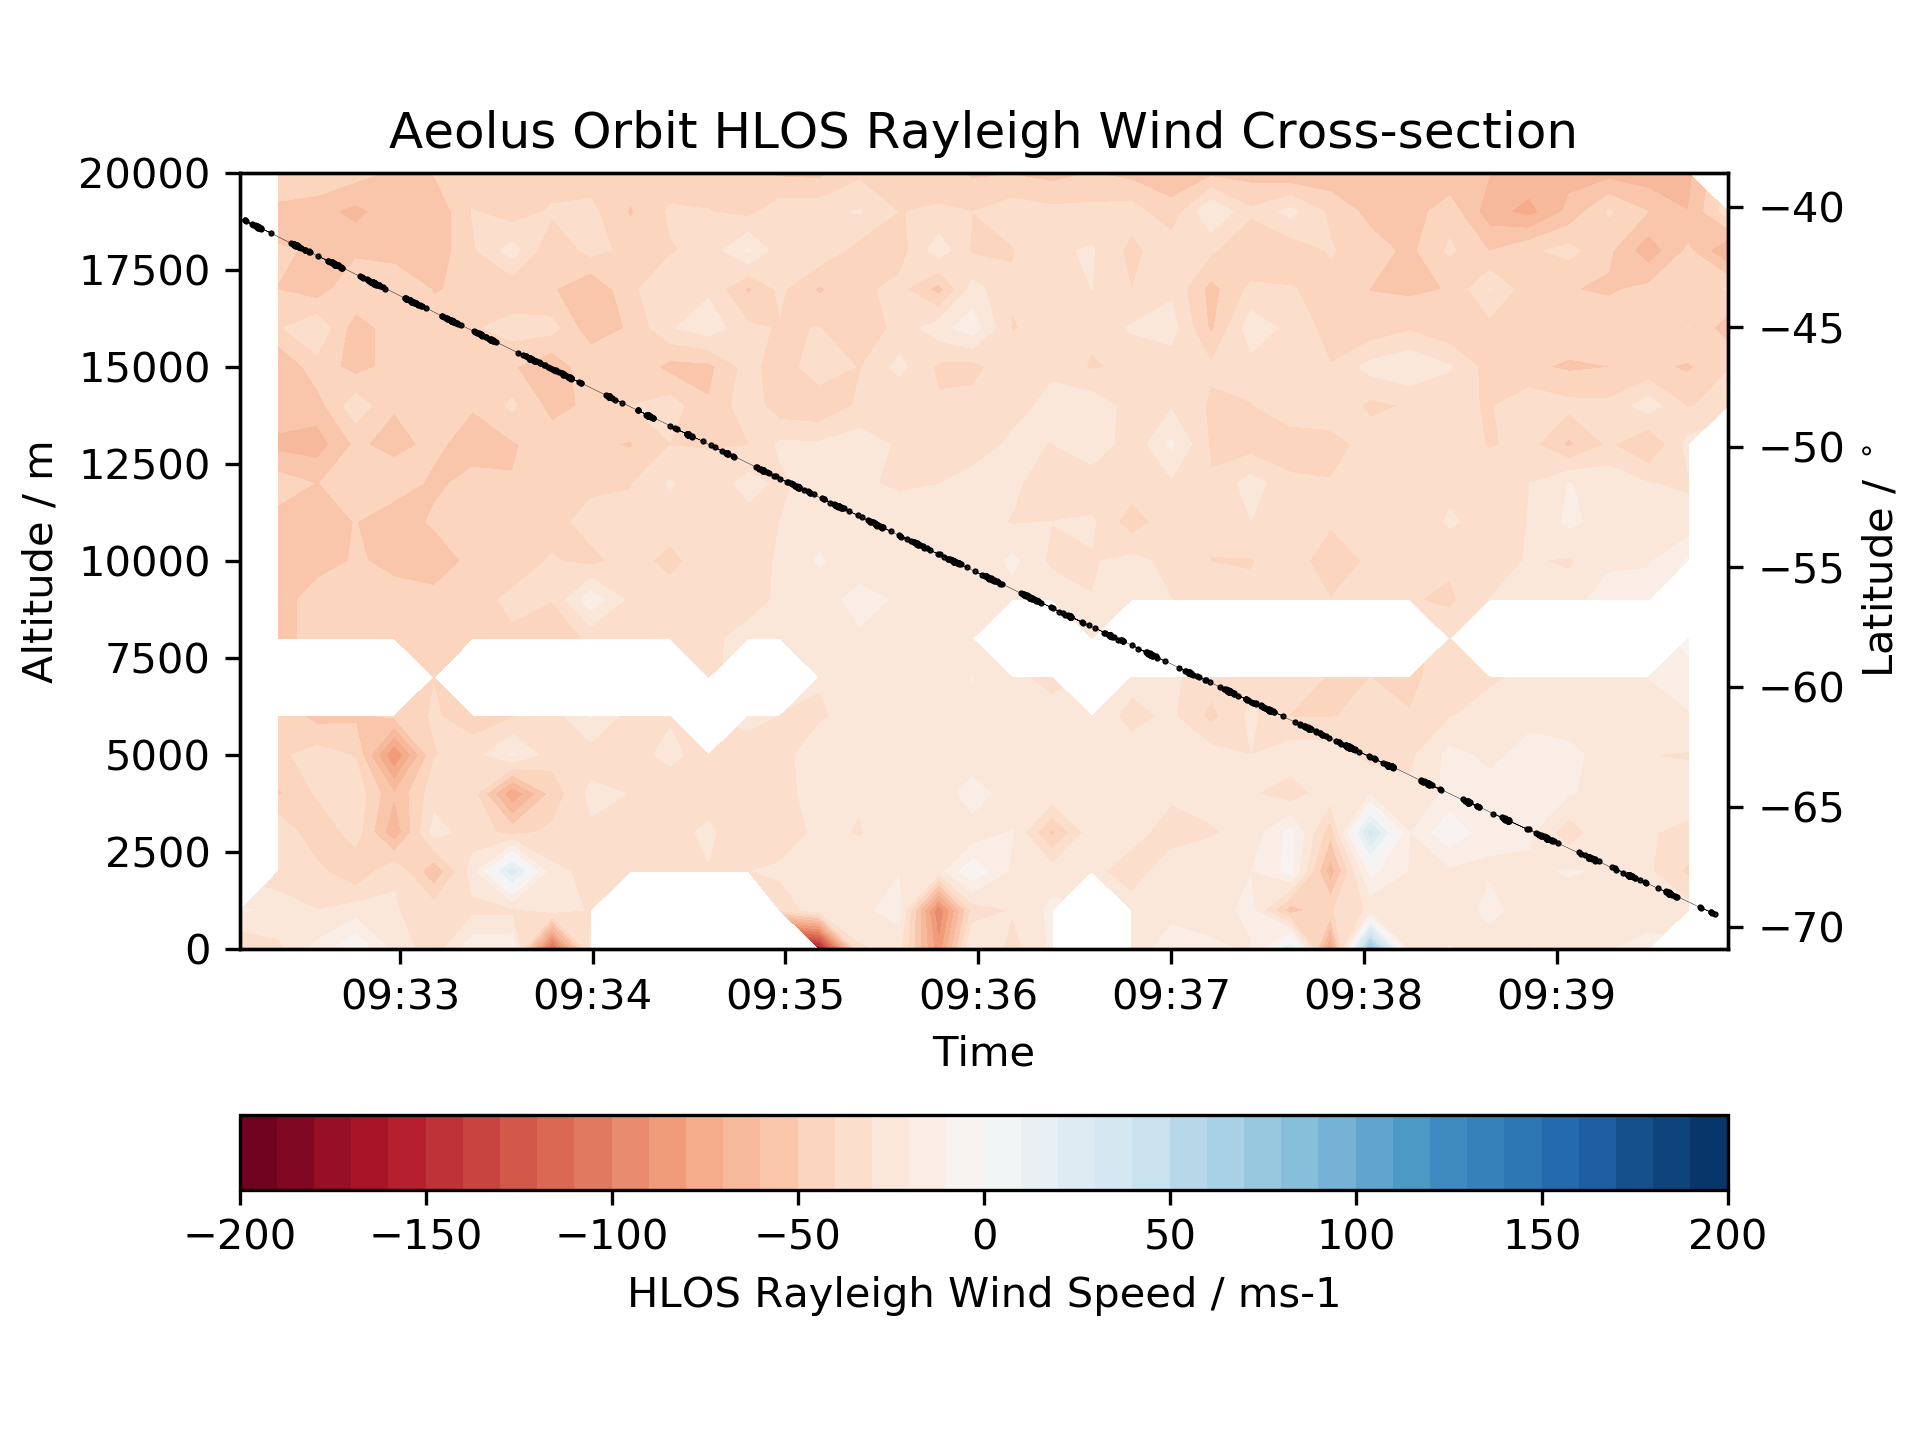 Aeolus Orbit HLOS Rayleigh Wind Cross-section
20000
17500
15000
12500
10000
7500
5000
2500
0
Altitude / m
−40
−45
−50
−55
−60
−65
−70
Latitude / °
09:33 09:34 09:35 09:36 09:37 09:38 09:39
Time
−200 −150 −100 −50 0 50 100 150 200
HLOS Rayleigh Wind Speed / ms-1